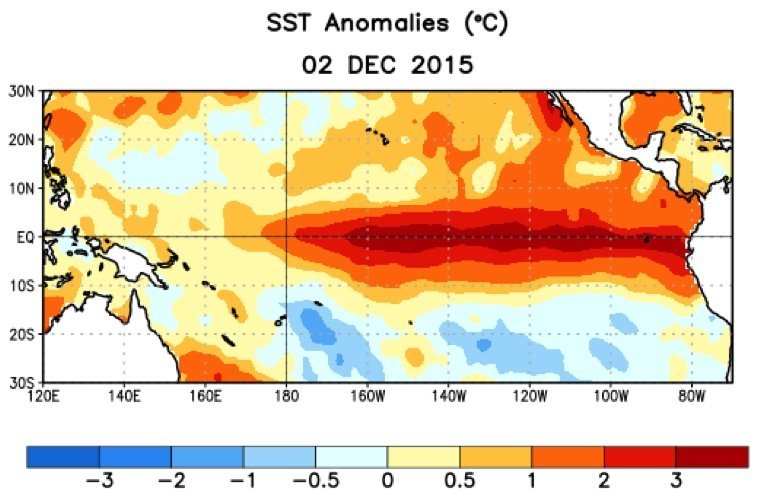 SST Anomalies (°C)
02 DEC 2015
30N
20N
10N
EQ
10S
20S
30S
120E 140E 160E 180 160W 140W 120W 100W 80W
-3 -2 -1 -0.5 0 0.5 1 2 3